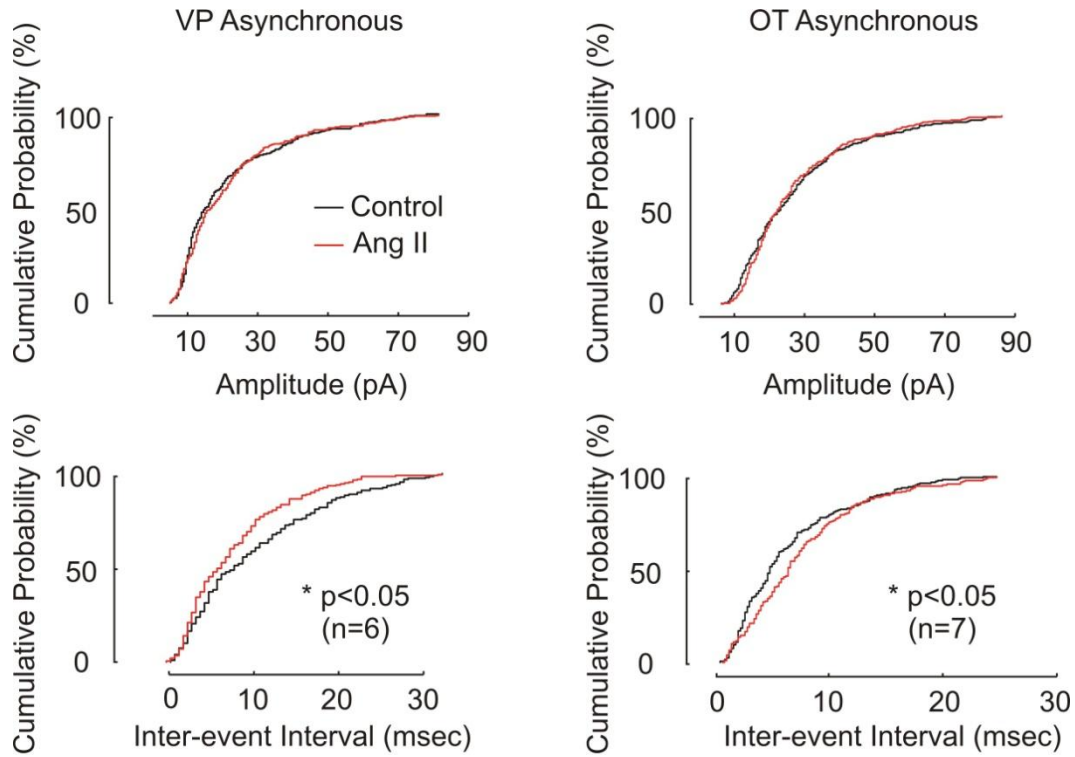 VP Asynchronous
Cumulative Probability (%)
100
50
0
Control
Ang II
10 30 50 70 90
Amplitude (pA)
OT Asynchronous
Cumulative Probability (%)
100
50
0
10 30 50 70 90
Amplitude (pA)
Cumulative Probability (%)
100
50
0
* p<0.05
(n=6)
0 10 20 30
Inter-event Interval (msec)
Cumulative Probability (%)
100
50
0
* p<0.05
(n=7)
0 10 20 30
Inter-event Interval (msec)